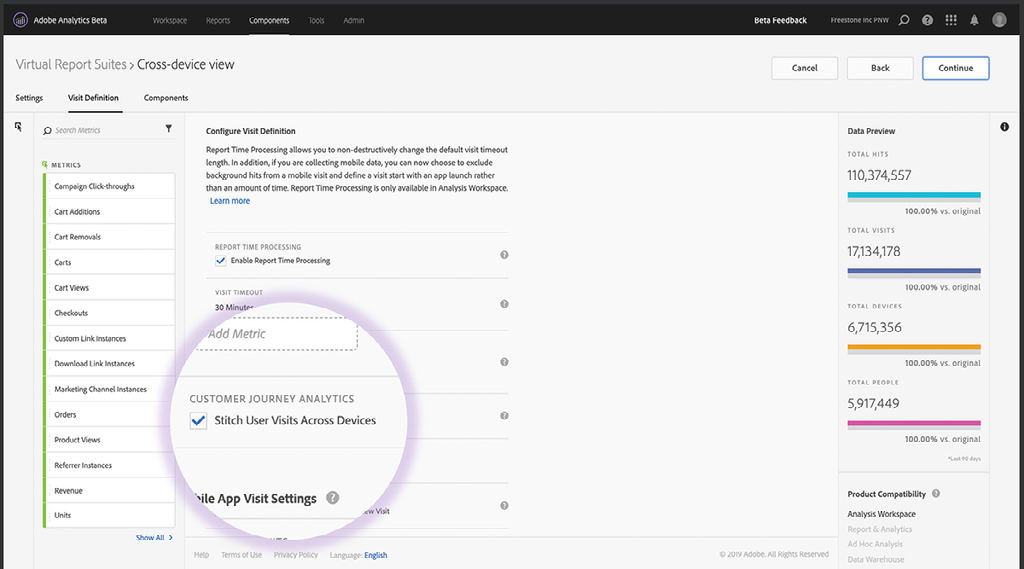 Adobe Analytics Beta
Workspace
Reports
Components
Tools
Admin
Beta Feedback
Freestone Inc PNW
Virtual Report Suites > Cross-device view
Cancel
Back
Continue
Settings
Visit Definition
Components
Search Metrics
METRICS
Campaign Click-throughs
Cart Additions
Cart Removals
Carts
Cart Views
Checkouts
Custom Link Instances
Download Link Instances
Marketing Channel Instances
Orders
Product Views
Referrer Instances
Revenue
Units
Show All >
Configure Visit Definition
Report Time Processing allows you to non-destructively change the default visit timeout
length. In addition, if you are collecting mobile data, you can now choose to exclude
background hits from a mobile visit and define a visit start with an app launch rather
than an amount of time. Report Time Processing is only available in Analysis Workspace.
Learn more
REPORT TIME PROCESSING
Enable Report Time Processing
VISIT TIMEOUT
30 Minutes
Add Metric
CUSTOMER JOURNEY ANALYTICS
Stitch User Visits Across Devices
bile App Visit Settings
ew Visit
Help
Terms of Use
Privacy Policy
Language: English
© 2019 Adobe. All Rights Reserved
Data Preview
TOTAL HITS
110,374,557
100.00% vs. original
TOTAL VISITS
17,134,178
100.00% vs. original
TOTAL DEVICES
6,715,356
100.00% vs. original
TOTAL PEOPLE
5,917,449
100.00% vs. original
*Last 90 days
Product Compatibility
Analysis Workspace
Report & Analytics
Ad Hoc Analysis
Data Warehouse